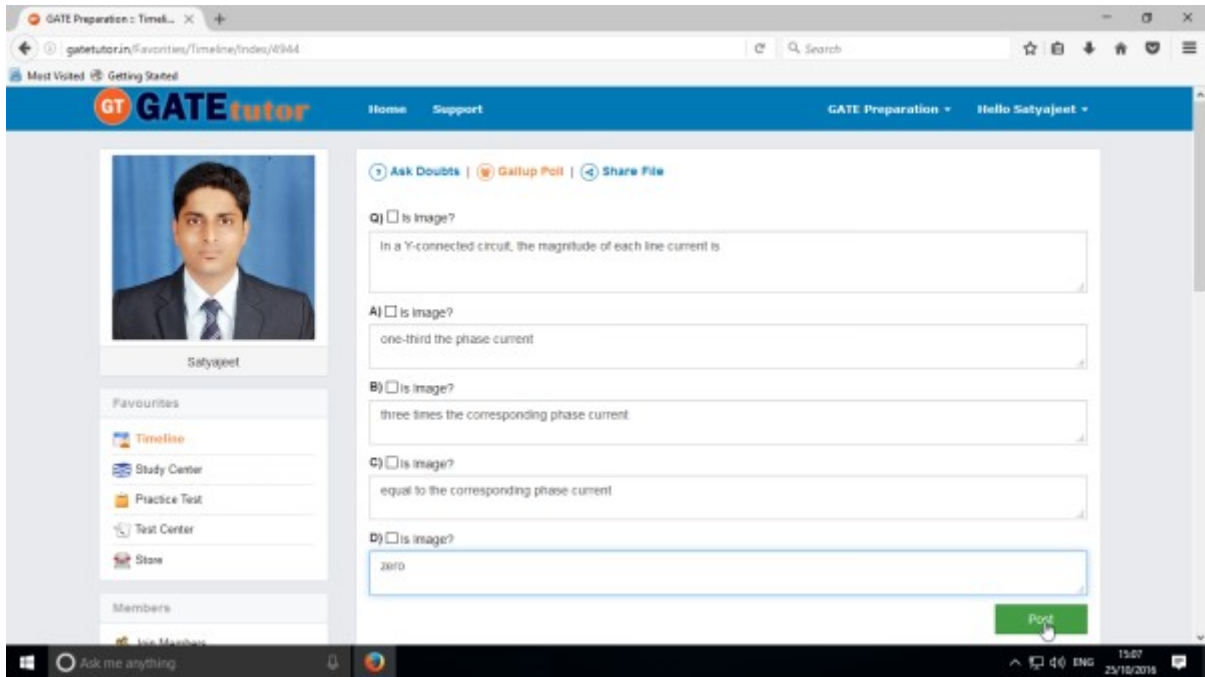 GATE Preparation :: Timeli...
gatetutor.in/Favorities/Timeline/Index/4944
Search
Most Visited Getting Started
GT GATEtutor Home Support GATE Preparation Hello Satyajeet
Ask Doubts | Gallup Poll | Share File
Q) Is Image?
In a Y-connected circuit, the magnitude of each line current is
A) Is Image?
one-third the phase current
B) Is Image?
three times the corresponding phase current
C) Is Image?
equal to the corresponding phase current
D) Is Image?
zero
Post
Satyajeet
Favourites
Timeline
Study Center
Practice Test
Test Center
Store
Members
Join Members
Ask me anything
ENG
15:07
25/10/2016